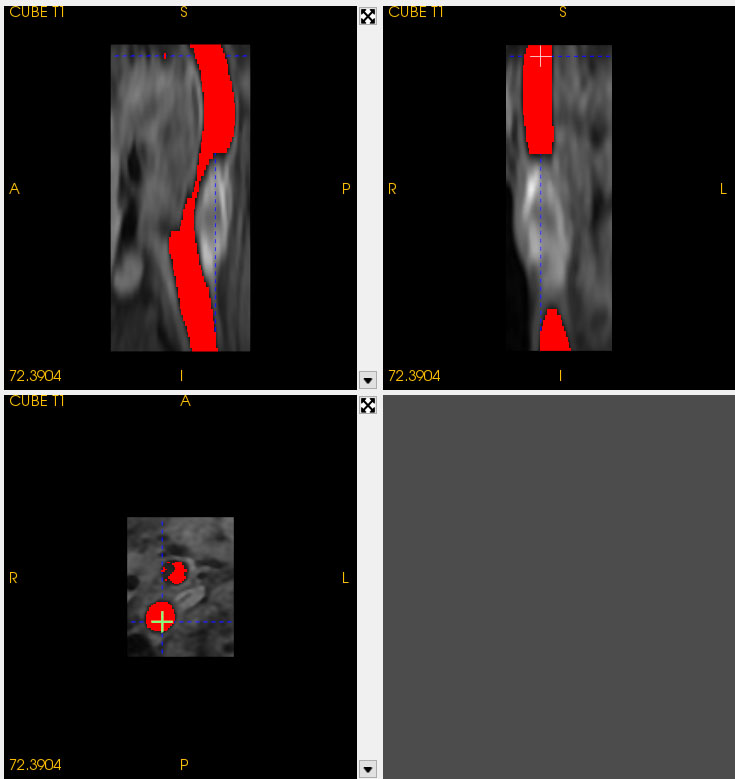 CUBE T1 S
A P
72.3904 I
CUBE T1 S
R L
72.3904 I
CUBE T1 A
R L
72.3904 P